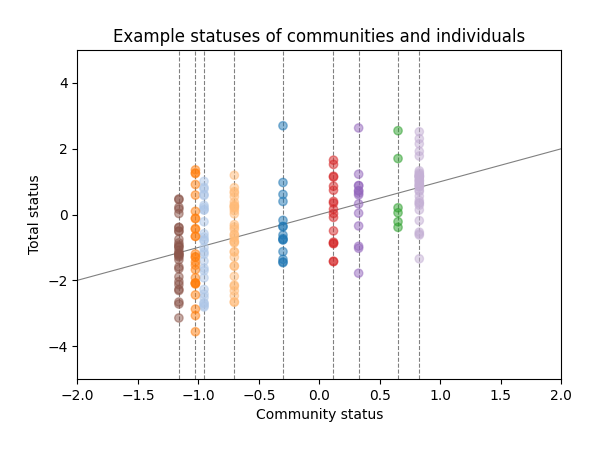 Example statuses of communities and individuals
4
2
0
−2
−4
Total status
−2.0 −1.5 −1.0 −0.5 0.0 0.5 1.0 1.5 2.0
Community status